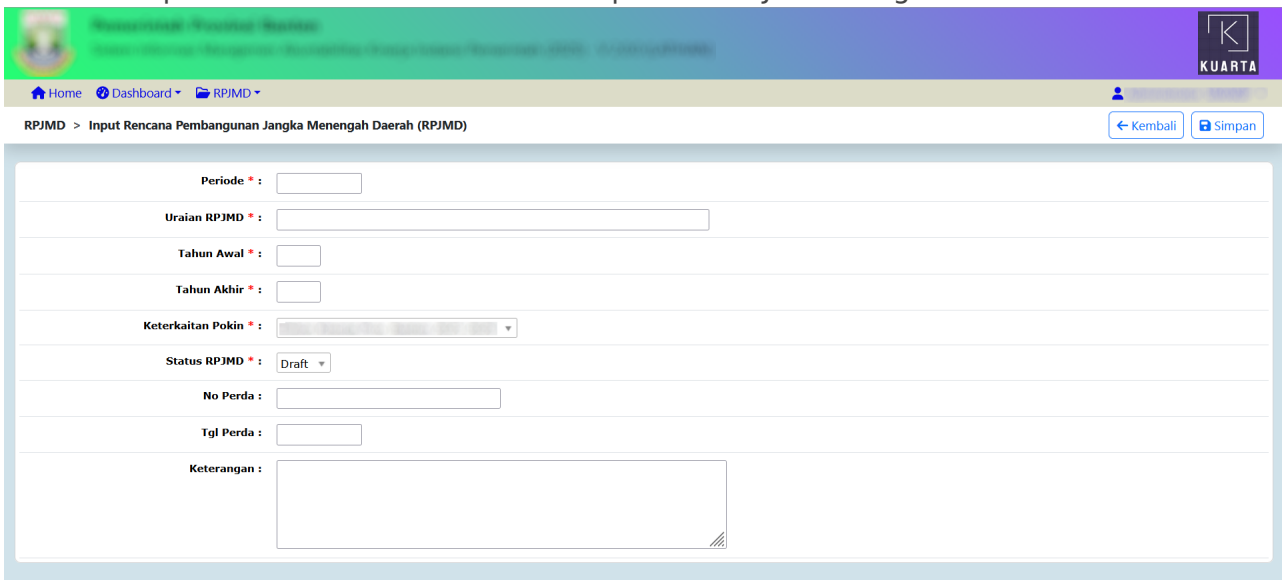 KUARTA
Home Dashboard RPJMD
RPJMD > Input Rencana Pembangunan Jangka Menengah Daerah (RPJMD)
Kembali Simpan
Periode * :
Uraian RPJMD * :
Tahun Awal * :
Tahun Akhir * :
Keterkaitan Pokin * :
Status RPJMD * : Draft
No Perda :
Tgl Perda :
Keterangan :